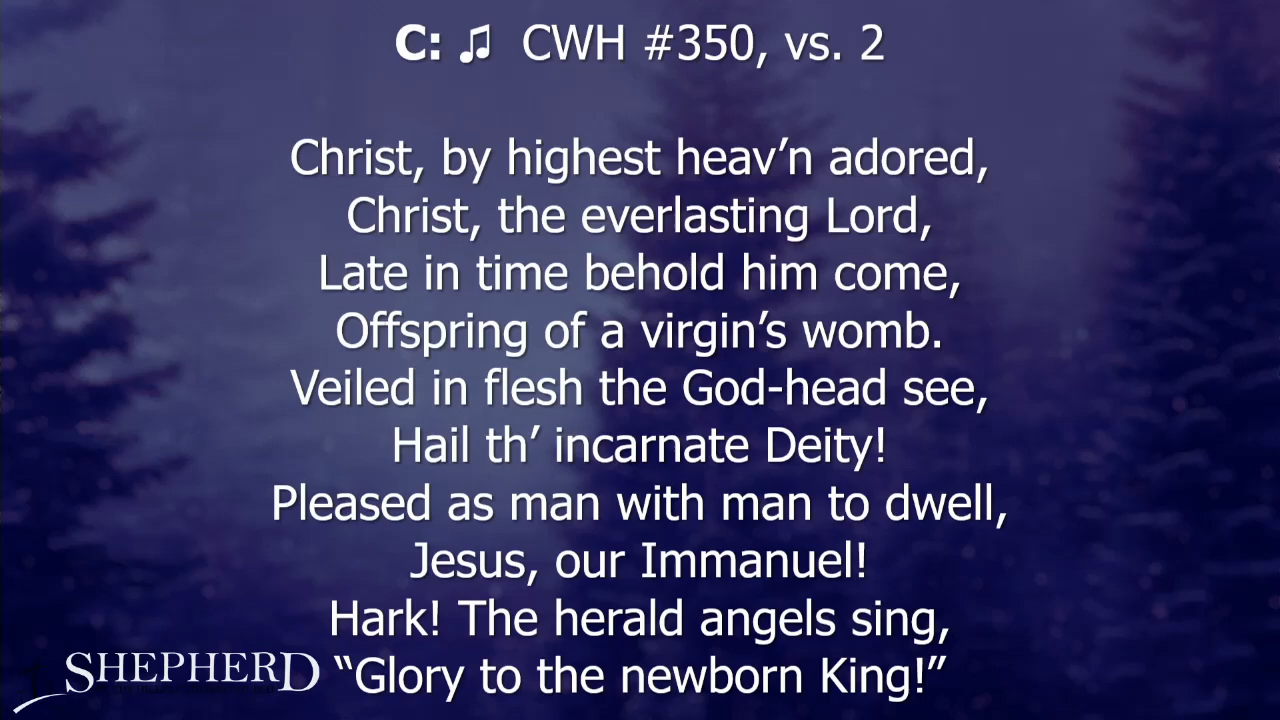 C: ♫ CWH #350, vs. 2
Christ, by highest heav’n adored,
Christ, the everlasting Lord,
Late in time behold him come,
Offspring of a virgin’s womb.
Veiled in flesh the God-head see,
Hail th’ incarnate Deity!
Pleased as man with man to dwell,
Jesus, our Immanuel!
Hark! The herald angels sing,
“Glory to the newborn King!”
SHEPHERD